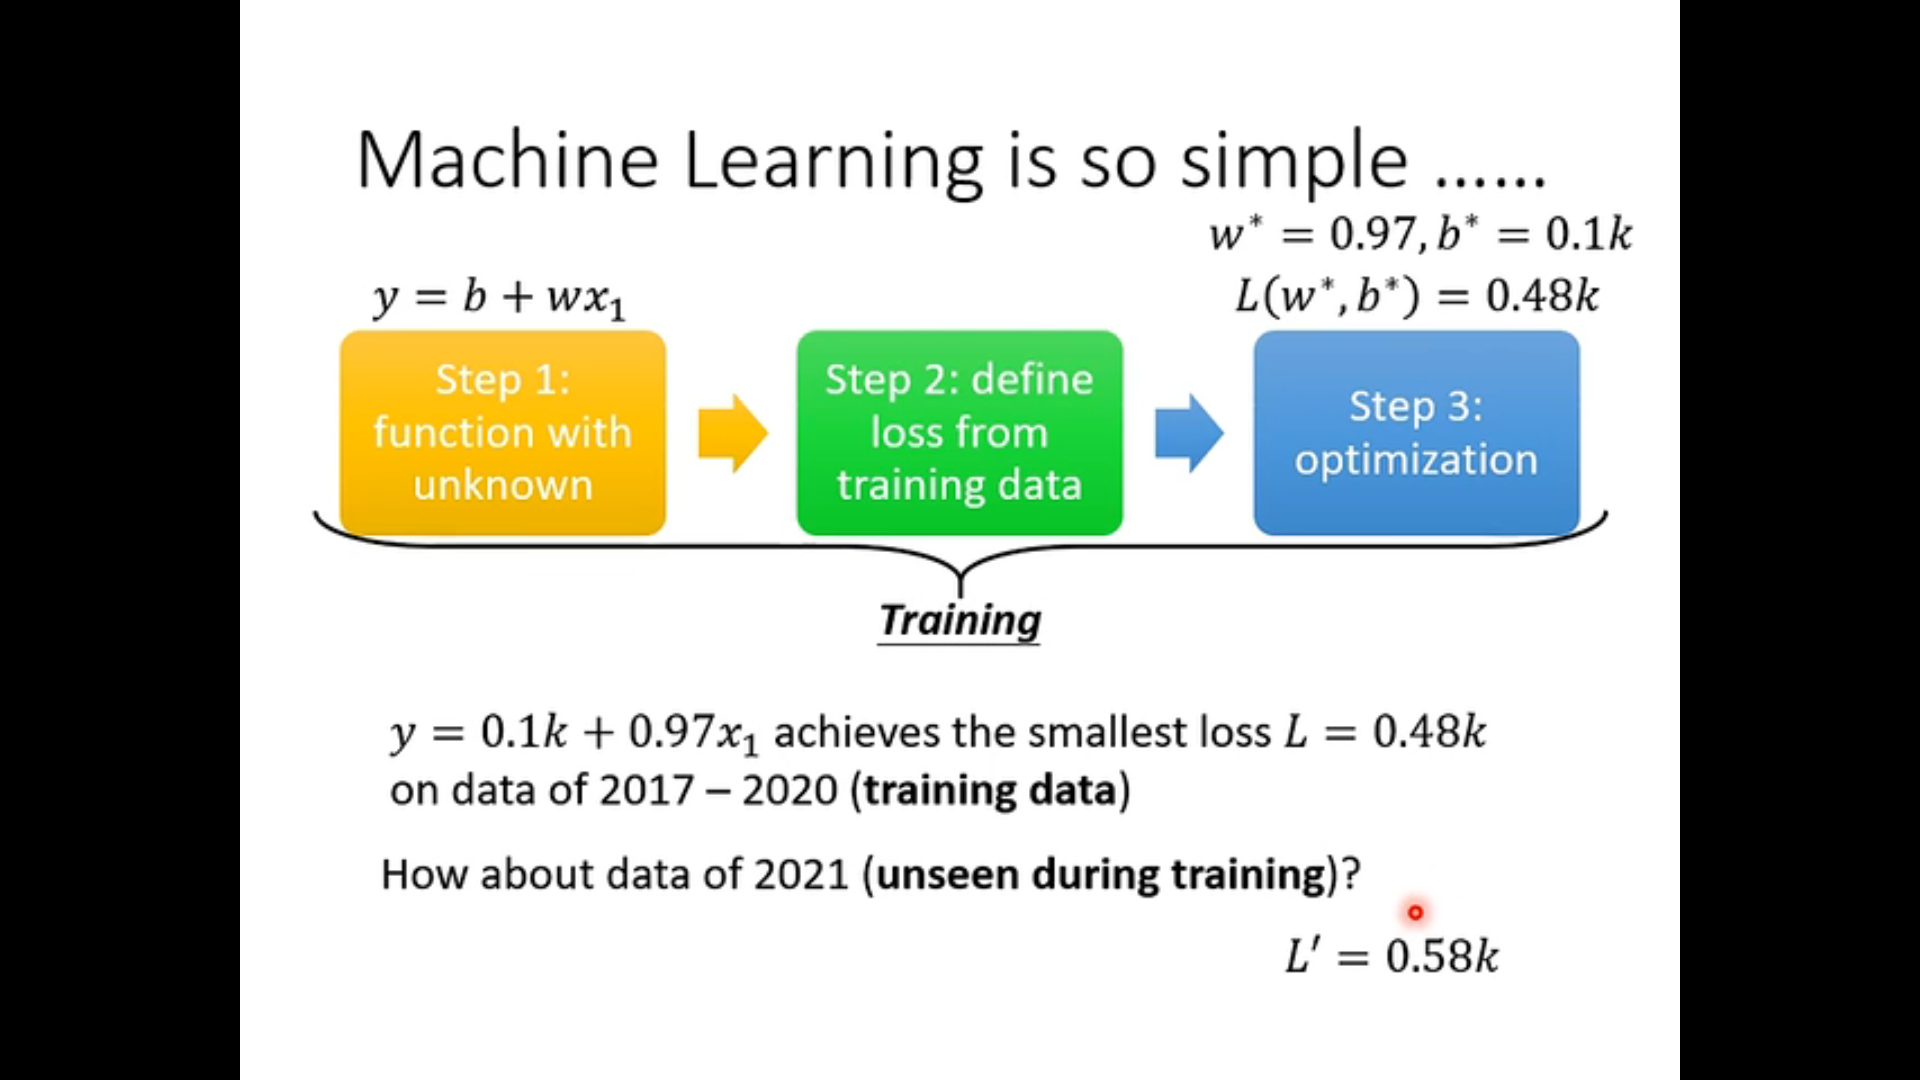 Machine Learning is so simple ……
w* = 0.97, b* = 0.1k
y = b + wx₁
L(w*, b*) = 0.48k
Step 1:
function with
unknown
Step 2: define
loss from
training data
Step 3:
optimization
Training
y = 0.1k + 0.97x₁ achieves the smallest loss L = 0.48k
on data of 2017 – 2020 (training data)
How about data of 2021 (unseen during training)?
L′ = 0.58k